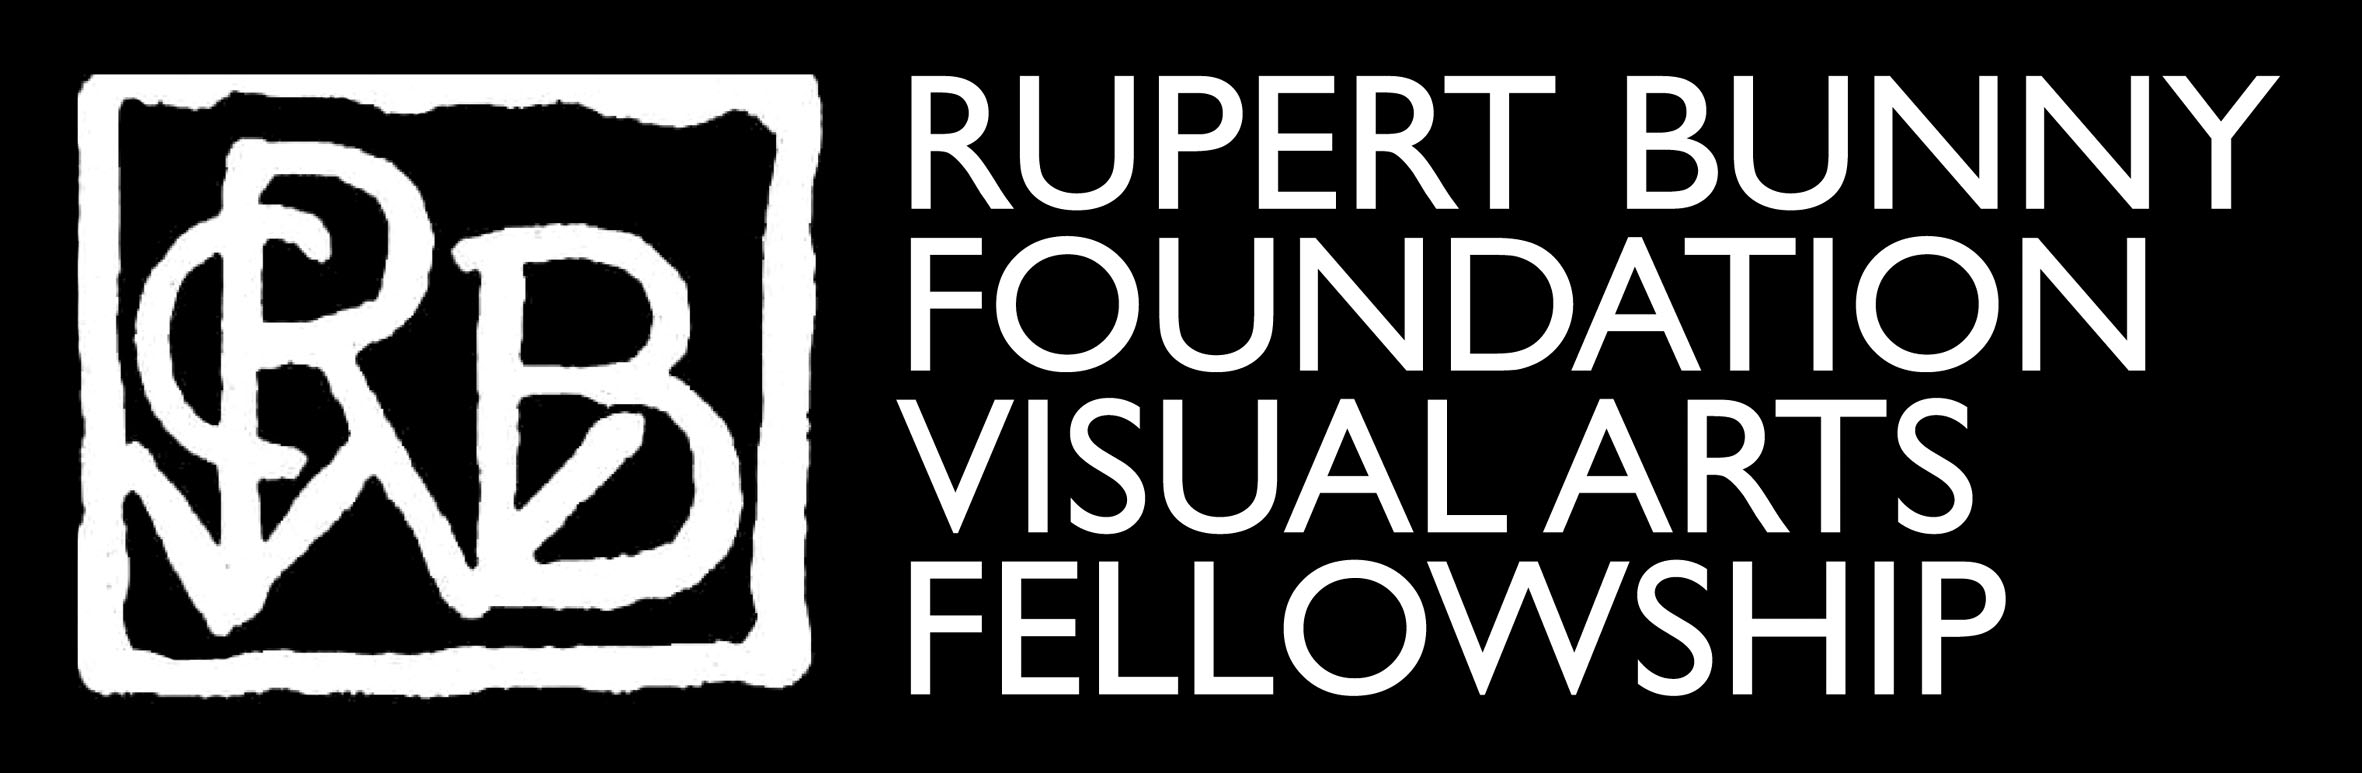 RUPERT BUNNY
FOUNDATION
VISUAL ARTS
FELLOWSHIP